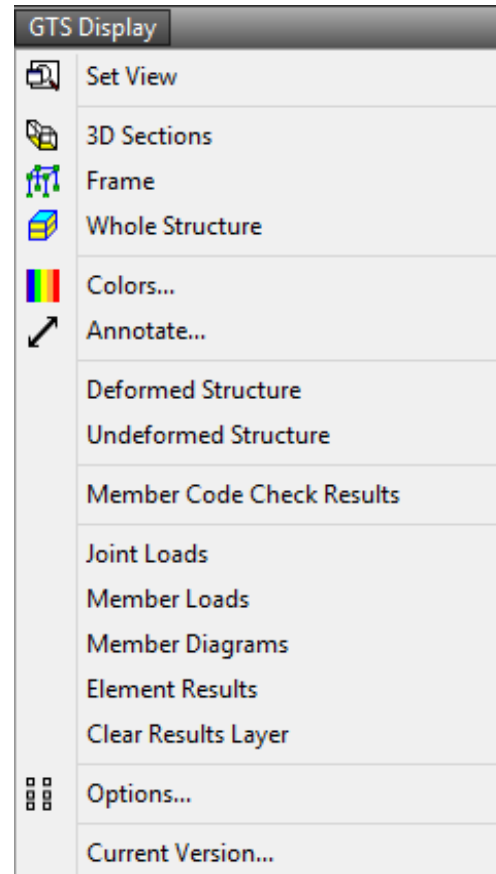 GTS Display
Set View
3D Sections
Frame
Whole Structure
Colors...
Annotate...
Deformed Structure
Undeformed Structure
Member Code Check Results
Joint Loads
Member Loads
Member Diagrams
Element Results
Clear Results Layer
Options...
Current Version...